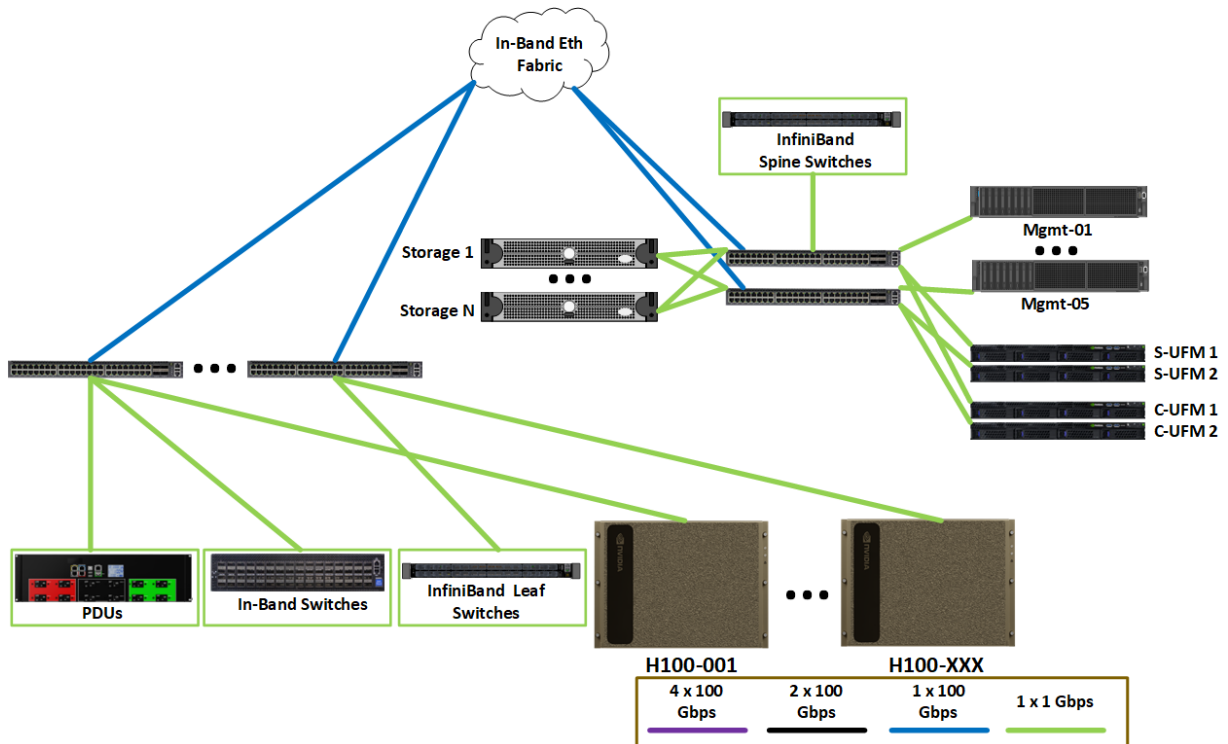 In-Band Eth
Fabric
InfiniBand
Spine Switches
Storage 1
Storage N
Mgmt-01
Mgmt-05
S-UFM 1
S-UFM 2
C-UFM 1
C-UFM 2
PDUs
In-Band Switches
InfiniBand Leaf
Switches
NVIDIA
NVIDIA
H100-001
H100-XXX
4 x 100
Gbps
2 x 100
Gbps
1 x 100
Gbps
1 x 1 Gbps